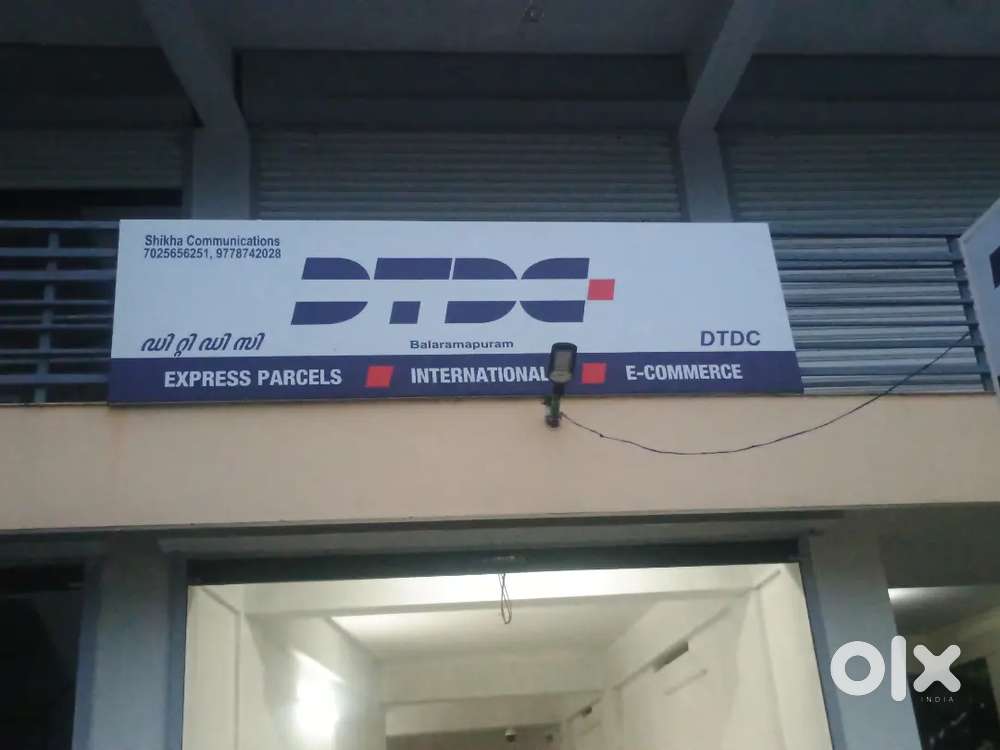 Shikha Communications
7025656251, 9778742028
DTDC
ഡി റ്റി ഡി സി
Balaramapuram
DTDC
EXPRESS PARCELS
INTERNATIONAL
E-COMMERCE
olx
INDIA